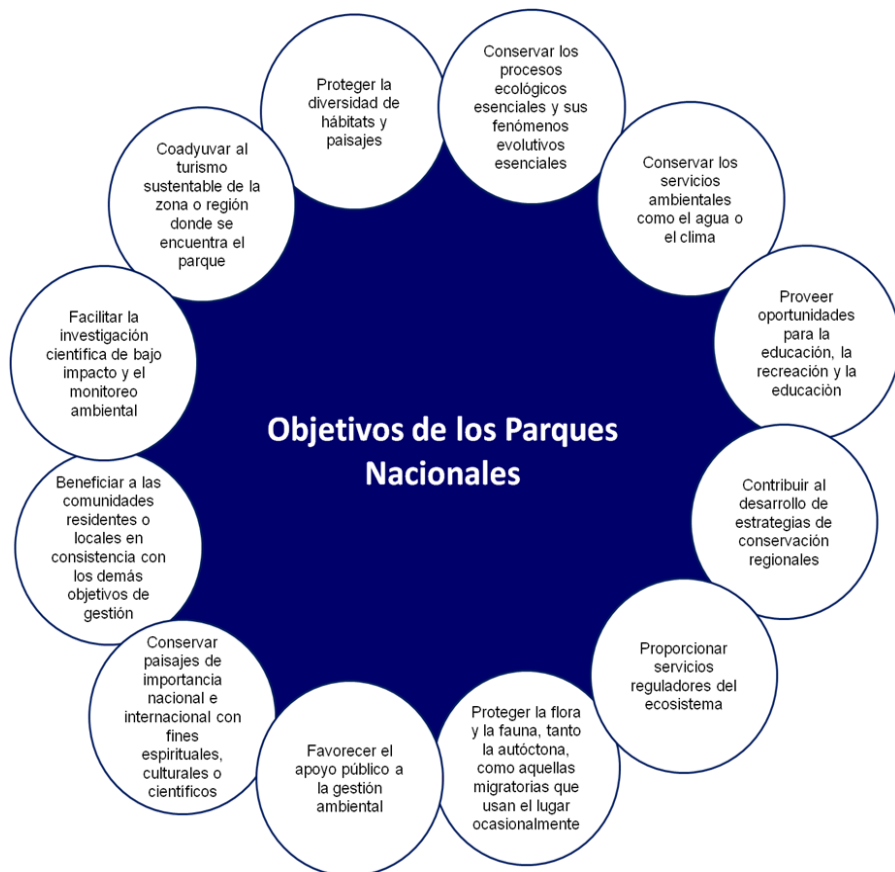 Objetivos de los Parques
Nacionales
Conservar los
procesos
ecológicos
esenciales y sus
fenómenos
evolutivos
esenciales
Conservar los
servicios
ambientales
como el agua o
el clima
Proveer
oportunidades
para la
educación, la
recreación y la
educaciòn
Contribuir al
desarrollo de
estrategias de
conservación
regionales
Proporcionar
servicios
reguladores del
ecosistema
Proteger la flora
y la fauna, tanto
la autóctona,
como aquellas
migratorias que
usan el lugar
ocasionalmente
Favorecer el
apoyo público a
la gestión
ambiental
Conservar
paisajes de
importancia
nacional e
internacional con
fines
espirituales,
culturales o
científicos
Beneficiar a las
comunidades
residentes o
locales en
consistencia con
los demás
objetivos de
gestión
Facilitar la
investigación
científica de bajo
impacto y el
monitoreo
ambiental
Coadyuvar al
turismo
sustentable de la
zona o región
donde se
encuentra el
parque
Proteger la
diversidad de
hábitats y
paisajes